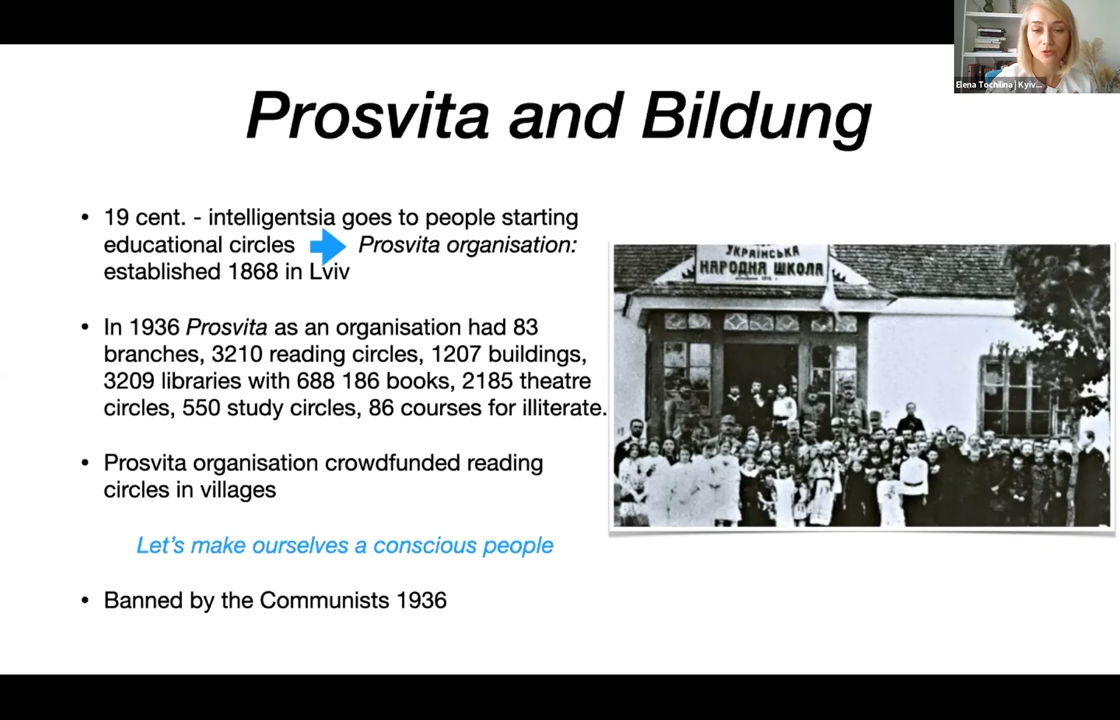 Elena Tochilina | Kyiv...
Prosvita and Bildung
• 19 cent. - intelligentsia goes to people starting
educational circles Prosvita organisation:
established 1868 in Lviv
• In 1936 Prosvita as an organisation had 83
branches, 3210 reading circles, 1207 buildings,
3209 libraries with 688 186 books, 2185 theatre
circles, 550 study circles, 86 courses for illiterate.
• Prosvita organisation crowdfunded reading
circles in villages
Let's make ourselves a conscious people
• Banned by the Communists 1936
УКРАЇНСЬКА
НАРОДНА ШКОЛА